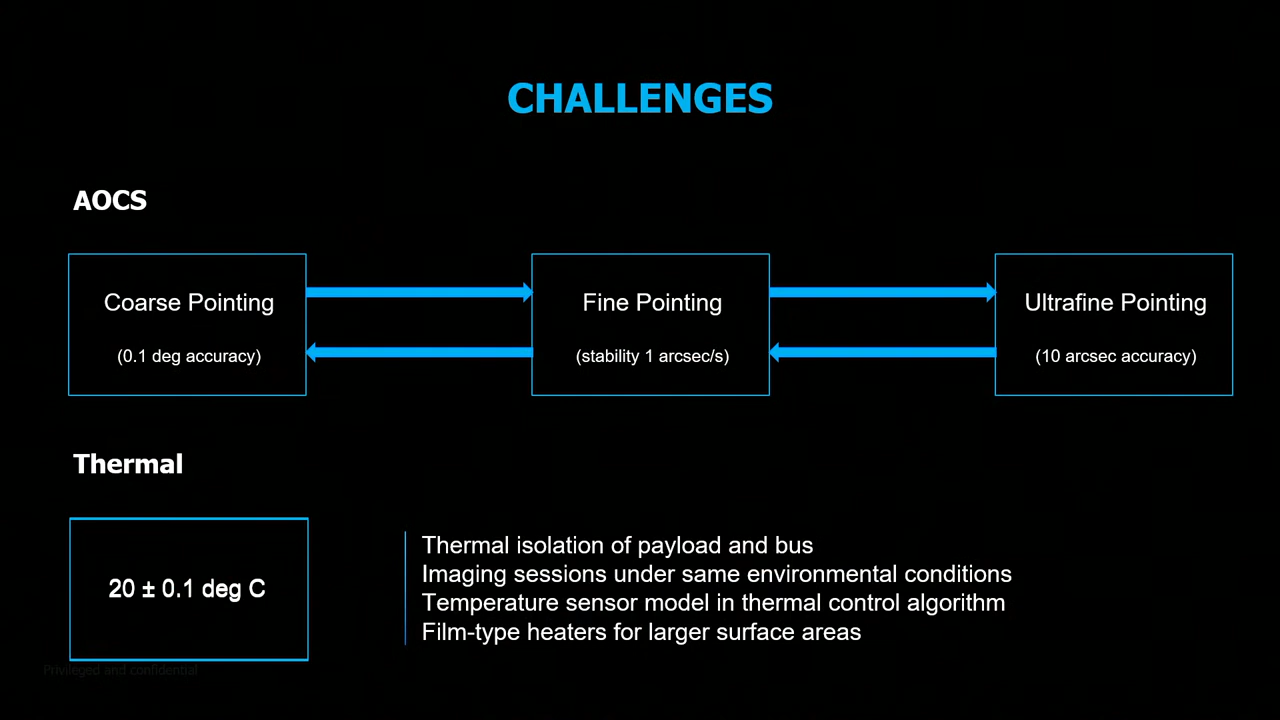 CHALLENGES
AOCS
Coarse Pointing
(0.1 deg accuracy)
Fine Pointing
(stability 1 arcsec/s)
Ultrafine Pointing
(10 arcsec accuracy)
Thermal
20 ± 0.1 deg C
Thermal isolation of payload and bus
Imaging sessions under same environmental conditions
Temperature sensor model in thermal control algorithm
Film-type heaters for larger surface areas
Privileged and confidential